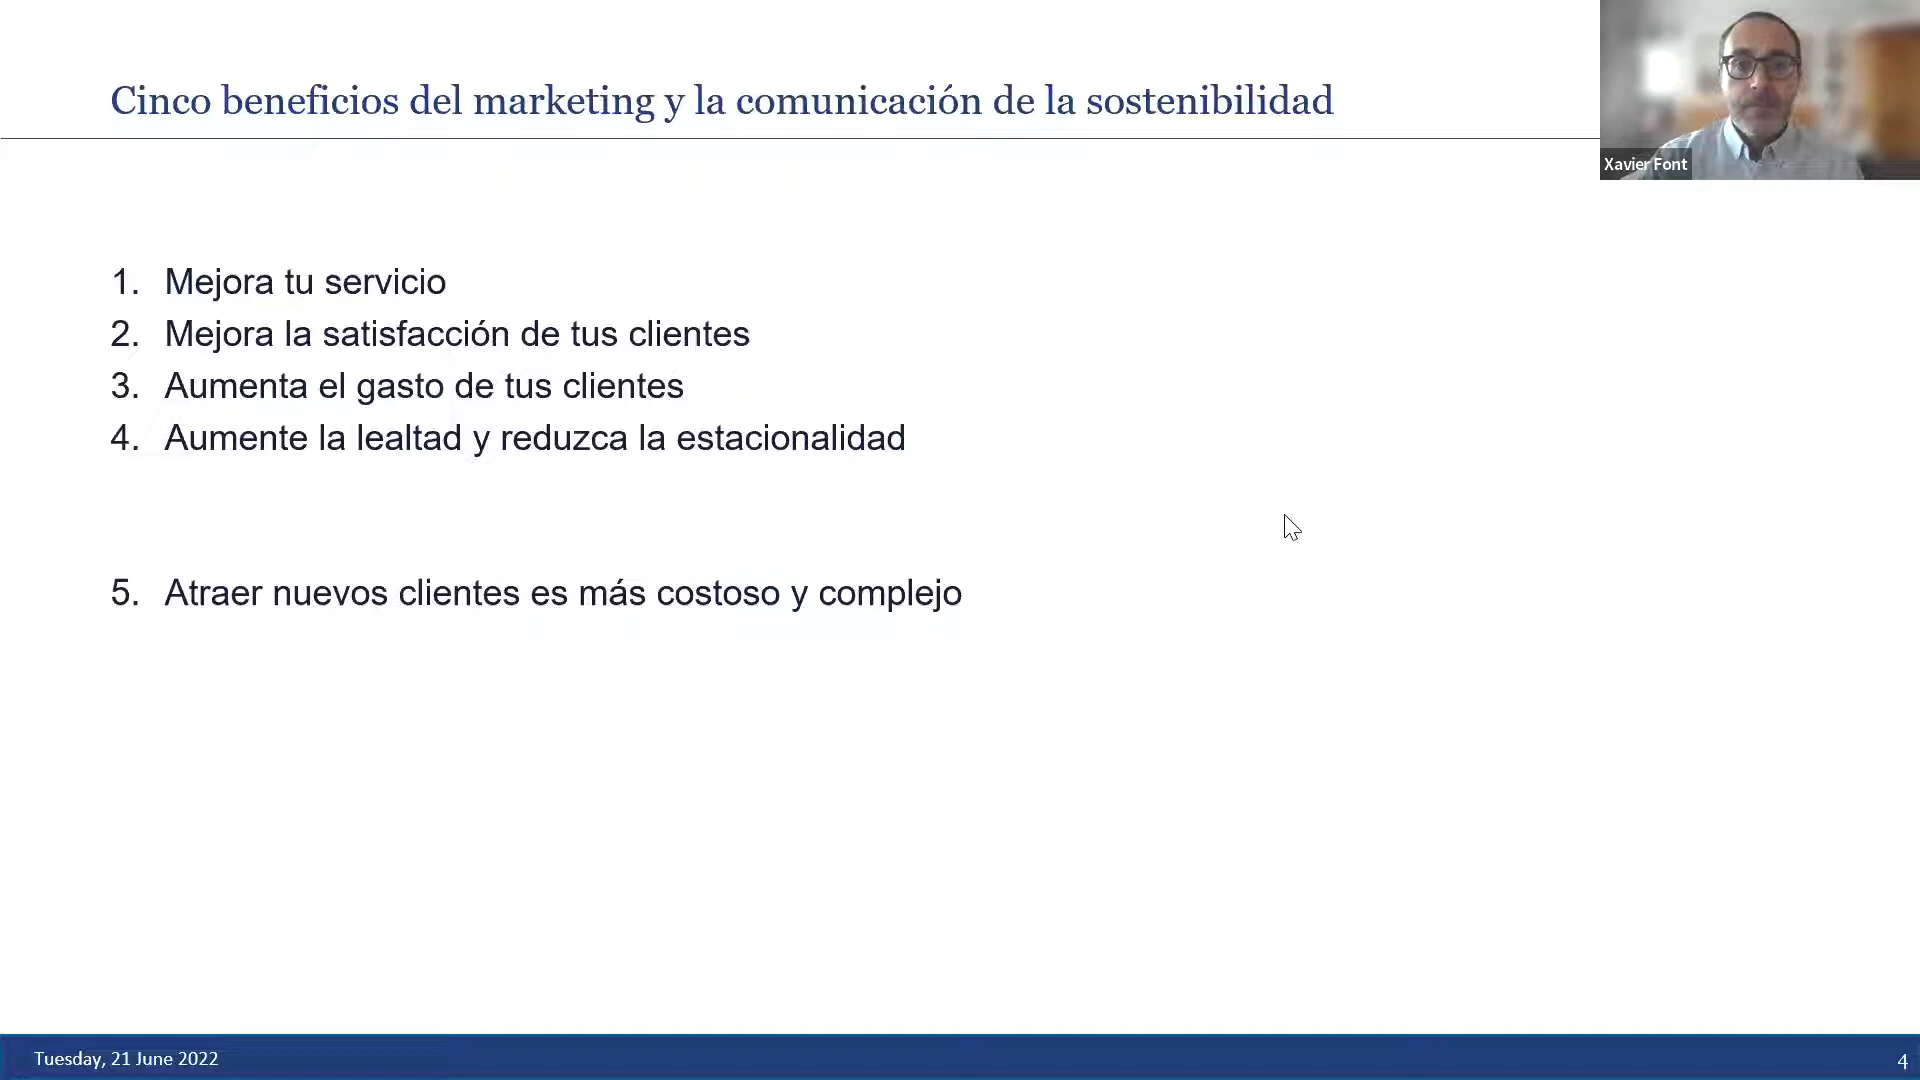 Cinco beneficios del marketing y la comunicación de la sostenibilidad
Xavier Font
1. Mejora tu servicio
2. Mejora la satisfacción de tus clientes
3. Aumenta el gasto de tus clientes
4. Aumente la lealtad y reduzca la estacionalidad
5. Atraer nuevos clientes es más costoso y complejo
Tuesday, 21 June 2022
4